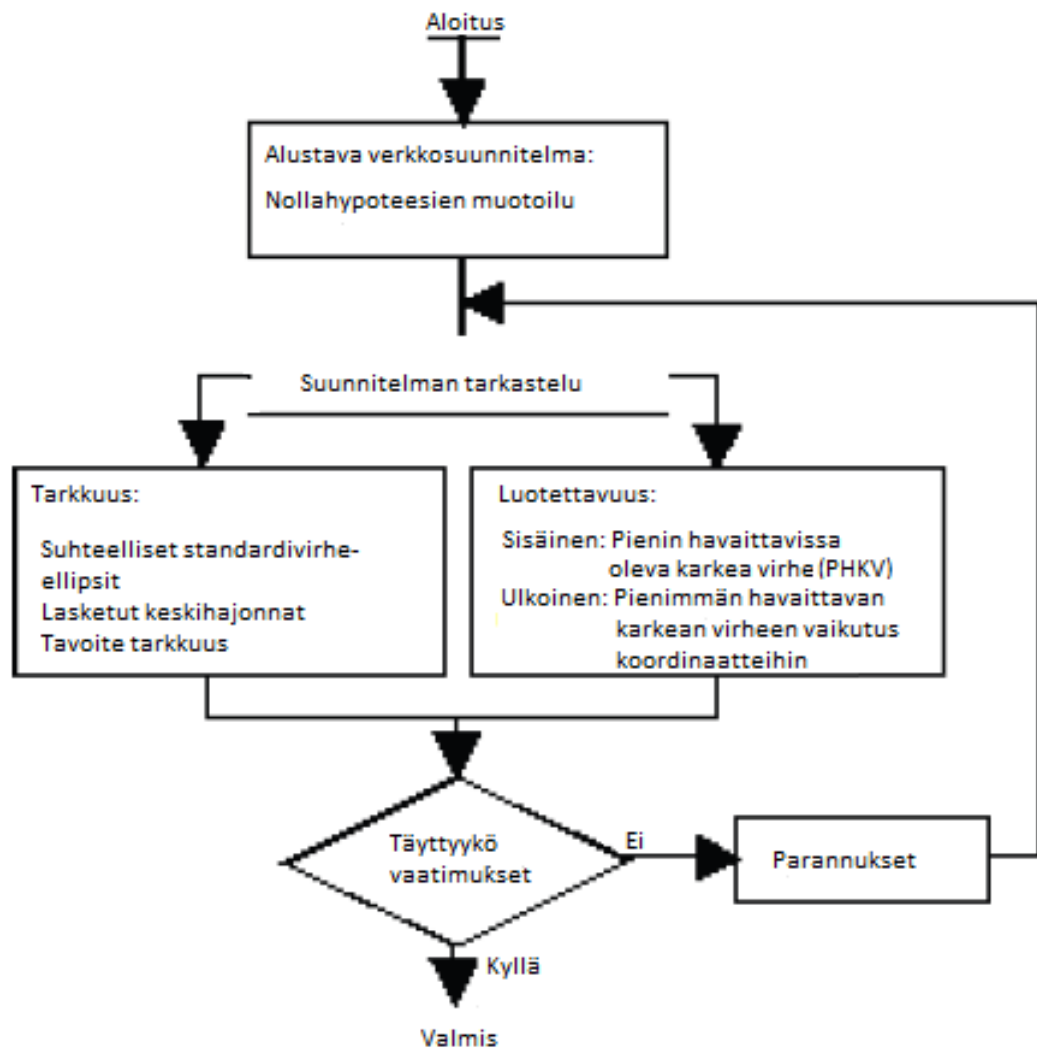 Aloitus
Alustava verkkosuunnitelma:
Nollahypoteesien muotoilu
Suunnitelman tarkastelu
Tarkkuus:
Suhteelliset standardivirhe-
ellipsit
Lasketut keskihajonnat
Tavoite tarkkuus
Luotettavuus:
Sisäinen: Pienin havaittavissa
oleva karkea virhe (PHKV)
Ulkoinen: Pienimmän havaittavan
karkean virheen vaikutus
koordinaatteihin
Täyttyykö
vaatimukset
Ei
Parannukset
Kyllä
Valmis